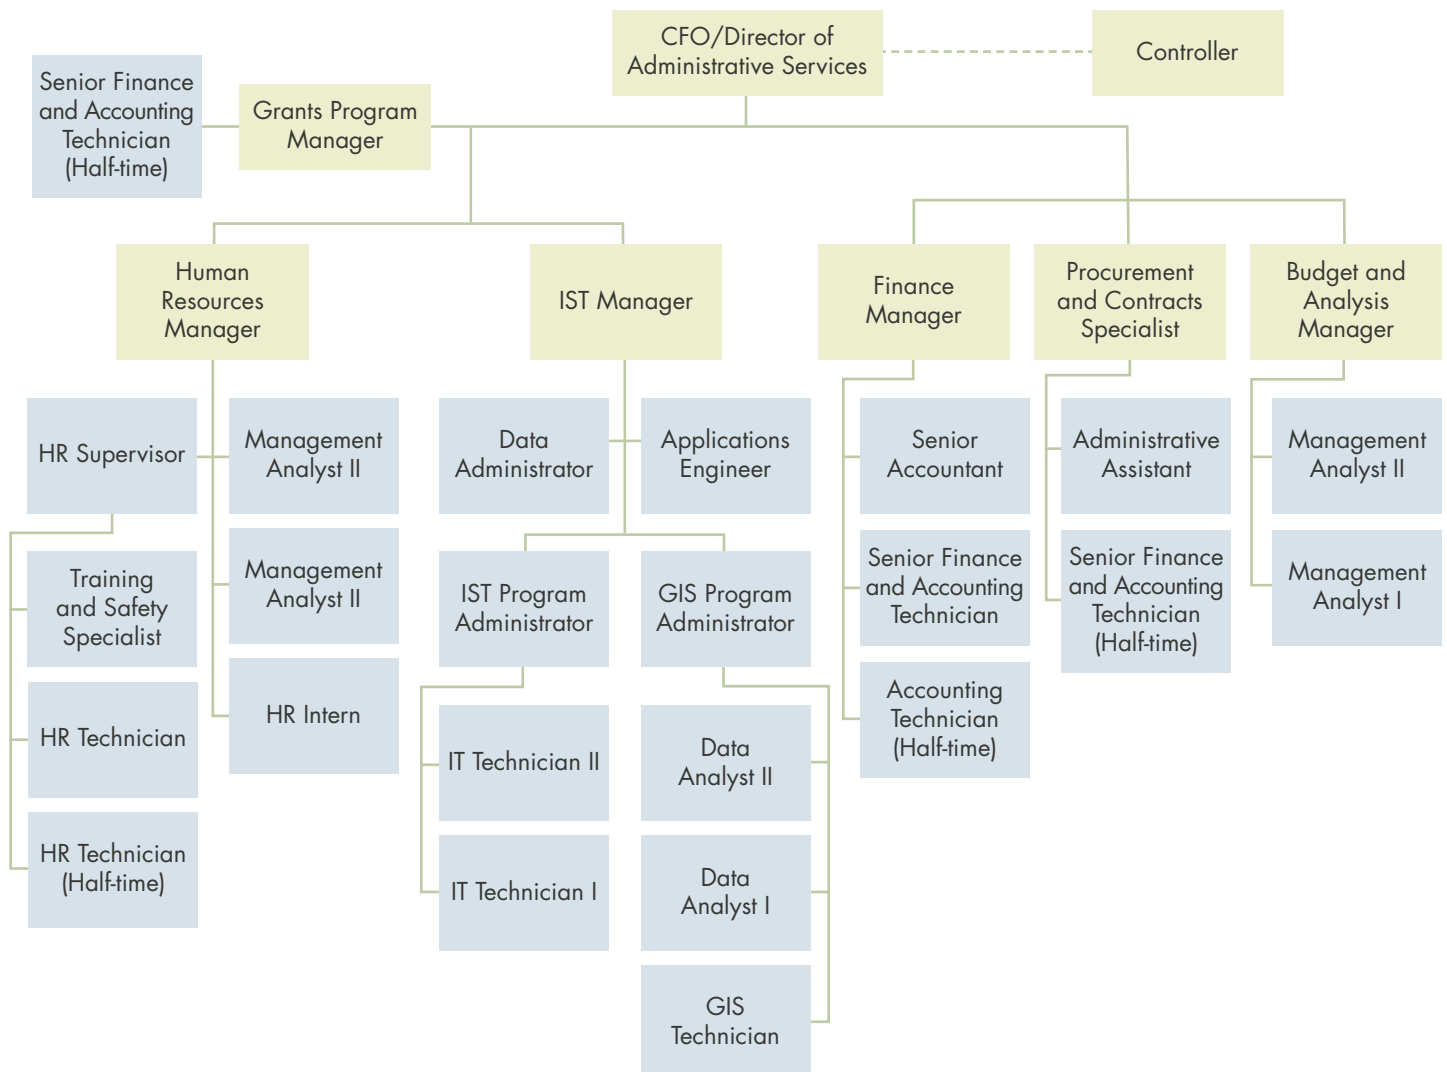 CFO/Director of
Administrative Services
Controller
Senior Finance
and Accounting
Technician
(Half-time)
Grants Program
Manager
Human
Resources
Manager
IST Manager
Finance
Manager
Procurement
and Contracts
Specialist
Budget and
Analysis
Manager
HR Supervisor
Management
Analyst II
Training
and Safety
Specialist
Management
Analyst II
HR Technician
HR Intern
HR Technician
(Half-time)
Data
Administrator
Applications
Engineer
IST Program
Administrator
GIS Program
Administrator
IT Technician II
IT Technician I
Data
Analyst II
Data
Analyst I
GIS
Technician
Senior
Accountant
Senior Finance
and Accounting
Technician
Accounting
Technician
(Half-time)
Administrative
Assistant
Senior Finance
and Accounting
Technician
(Half-time)
Management
Analyst II
Management
Analyst I